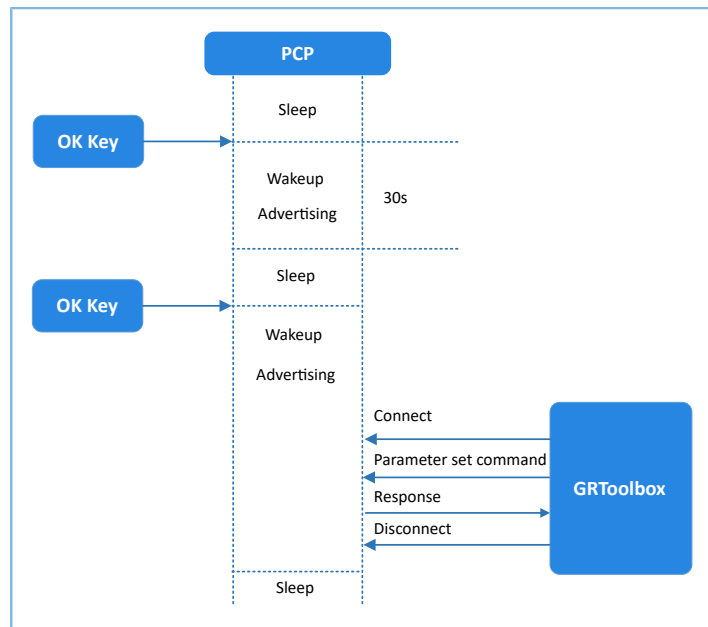 PCP
Sleep
OK Key
Wakeup
Advertising
30s
Sleep
OK Key
Wakeup
Advertising
Connect
Parameter set command
GRToolbox
Response
Disconnect
Sleep